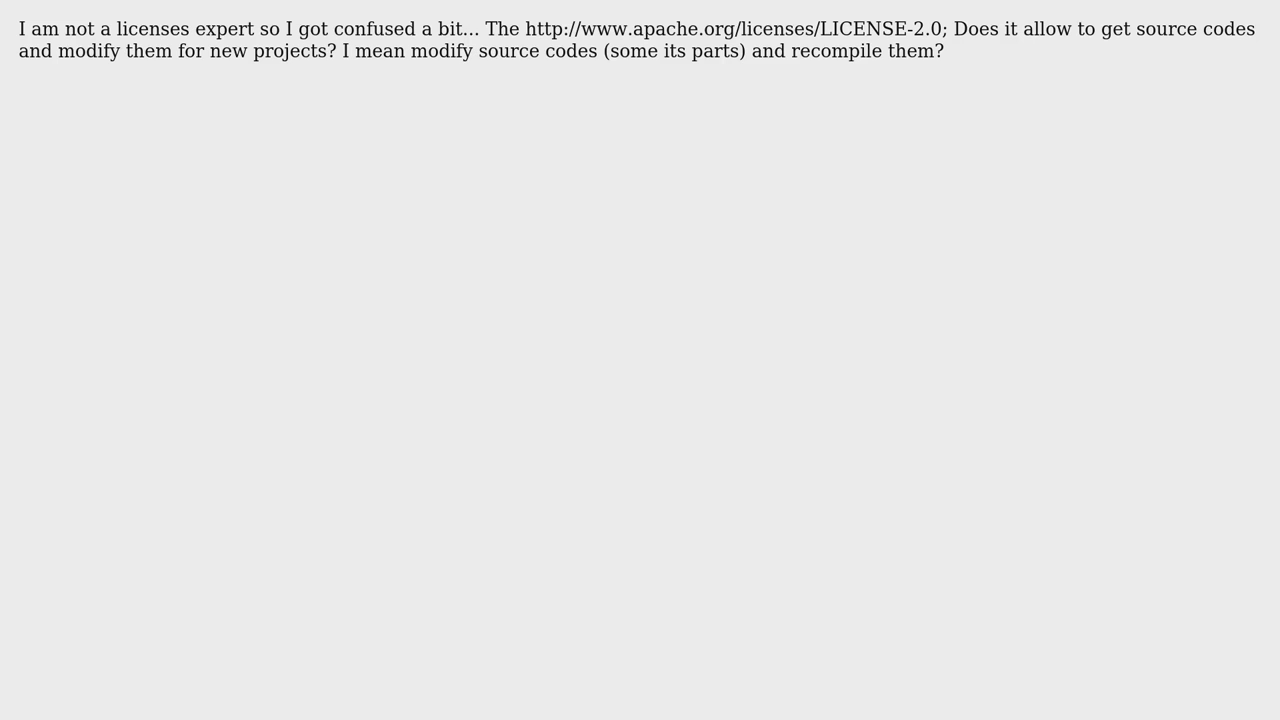 I am not a licenses expert so I got confused a bit... The http://www.apache.org/licenses/LICENSE-2.0; Does it allow to get source codes
and modify them for new projects? I mean modify source codes (some its parts) and recompile them?